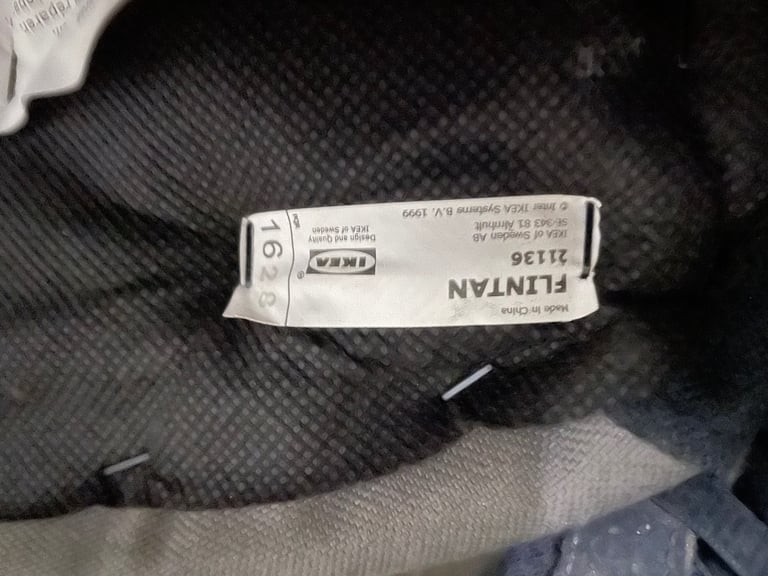 Made in China
FLINTAN
21136
IKEA of Sweden AB
SE-343 81 Älmhult
© Inter IKEA Systems B.V. 1999
IKEA®
Design and Quality
IKEA of Sweden
1628